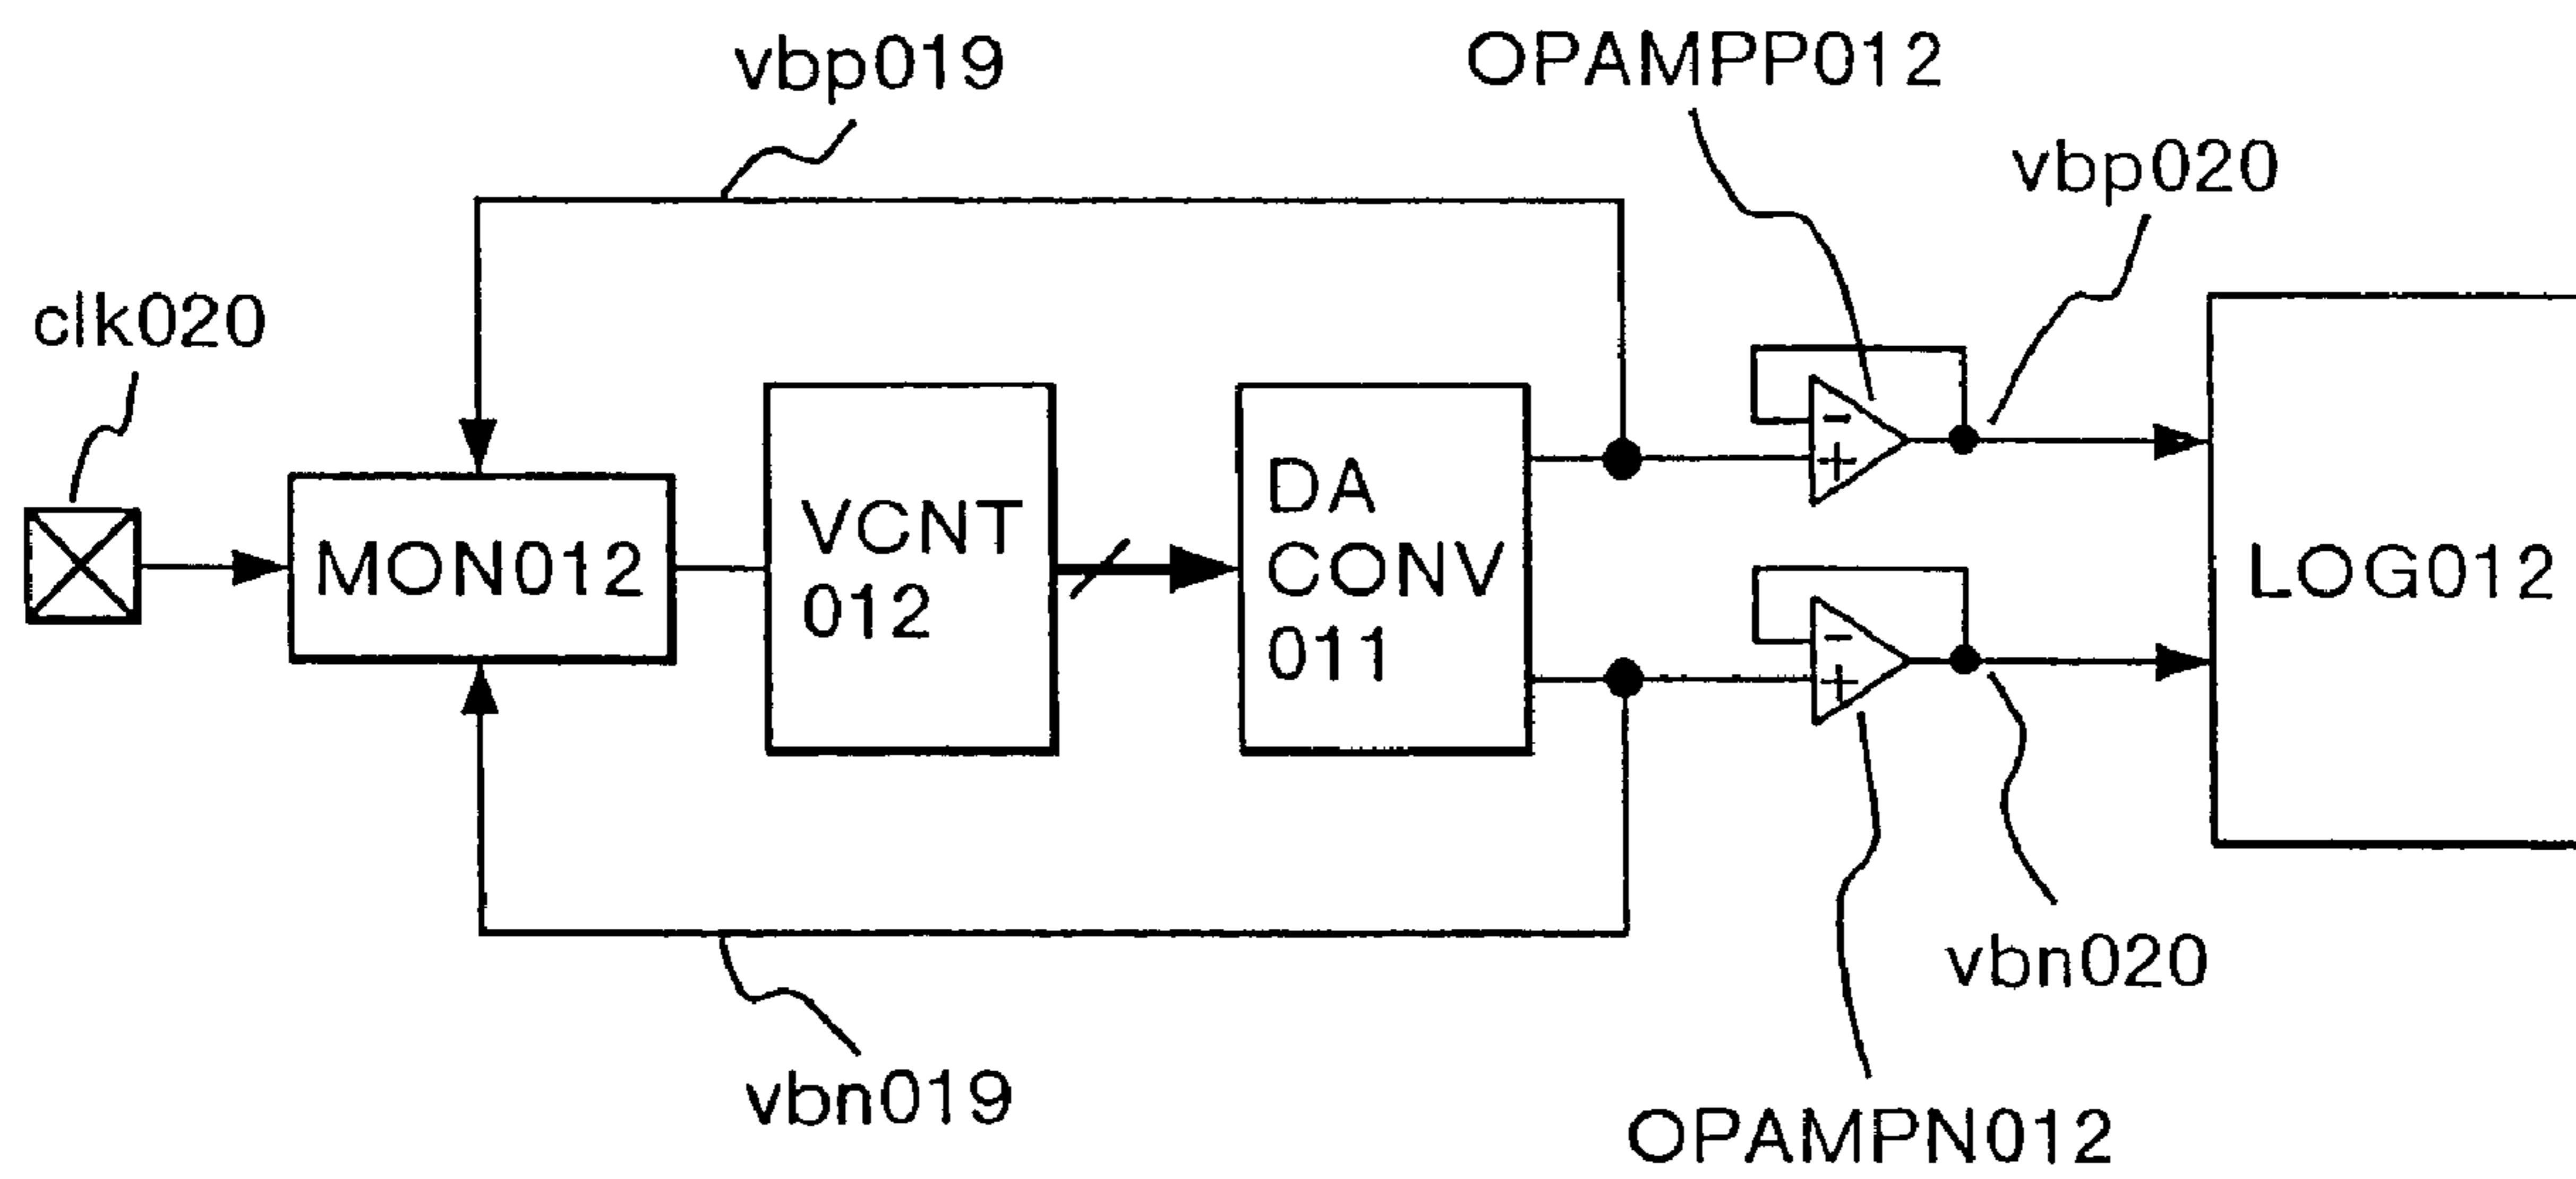 vbp019
OPAMPP012
vbp020
clk020
MON012
VCNT
012
DA
CONV
011
-
+
-
+
LOG012
vbn020
vbn019
OPAMPN012